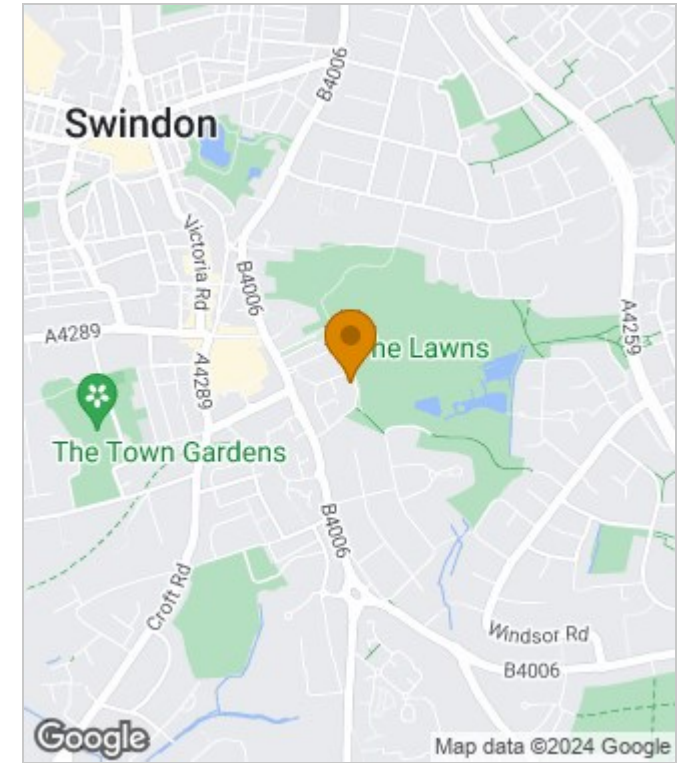 B4006
Swindon
Victoria Rd
B4006
A4289
A4259
he Lawns
A4289
The Town Gardens
B4006
Croft Rd
Windsor Rd
B4006
Google
Map data ©2024 Google